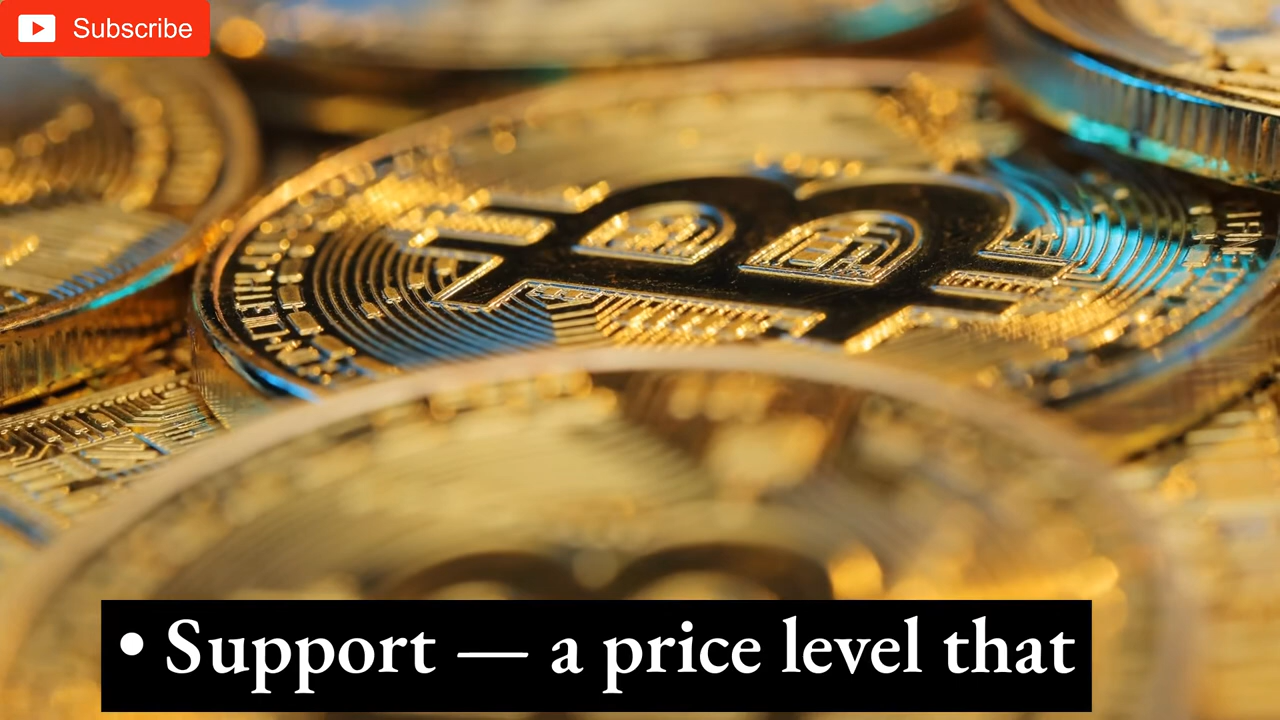 Subscribe
• Support — a price level that